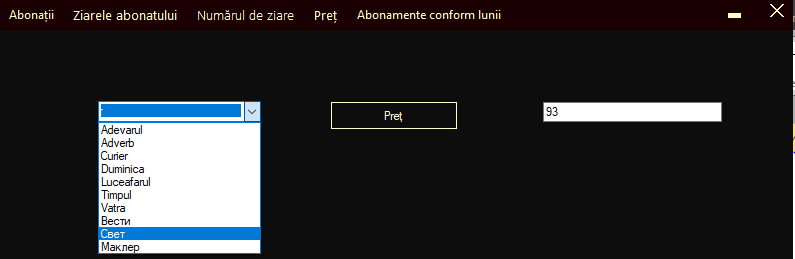 Abonații Ziarele abonatului Numărul de ziare Preț Abonamente conform lunii
Preț 93
Adevarul
Adverb
Curier
Duminica
Luceafarul
Timpul
Vatra
Вести
Свет
Маклер